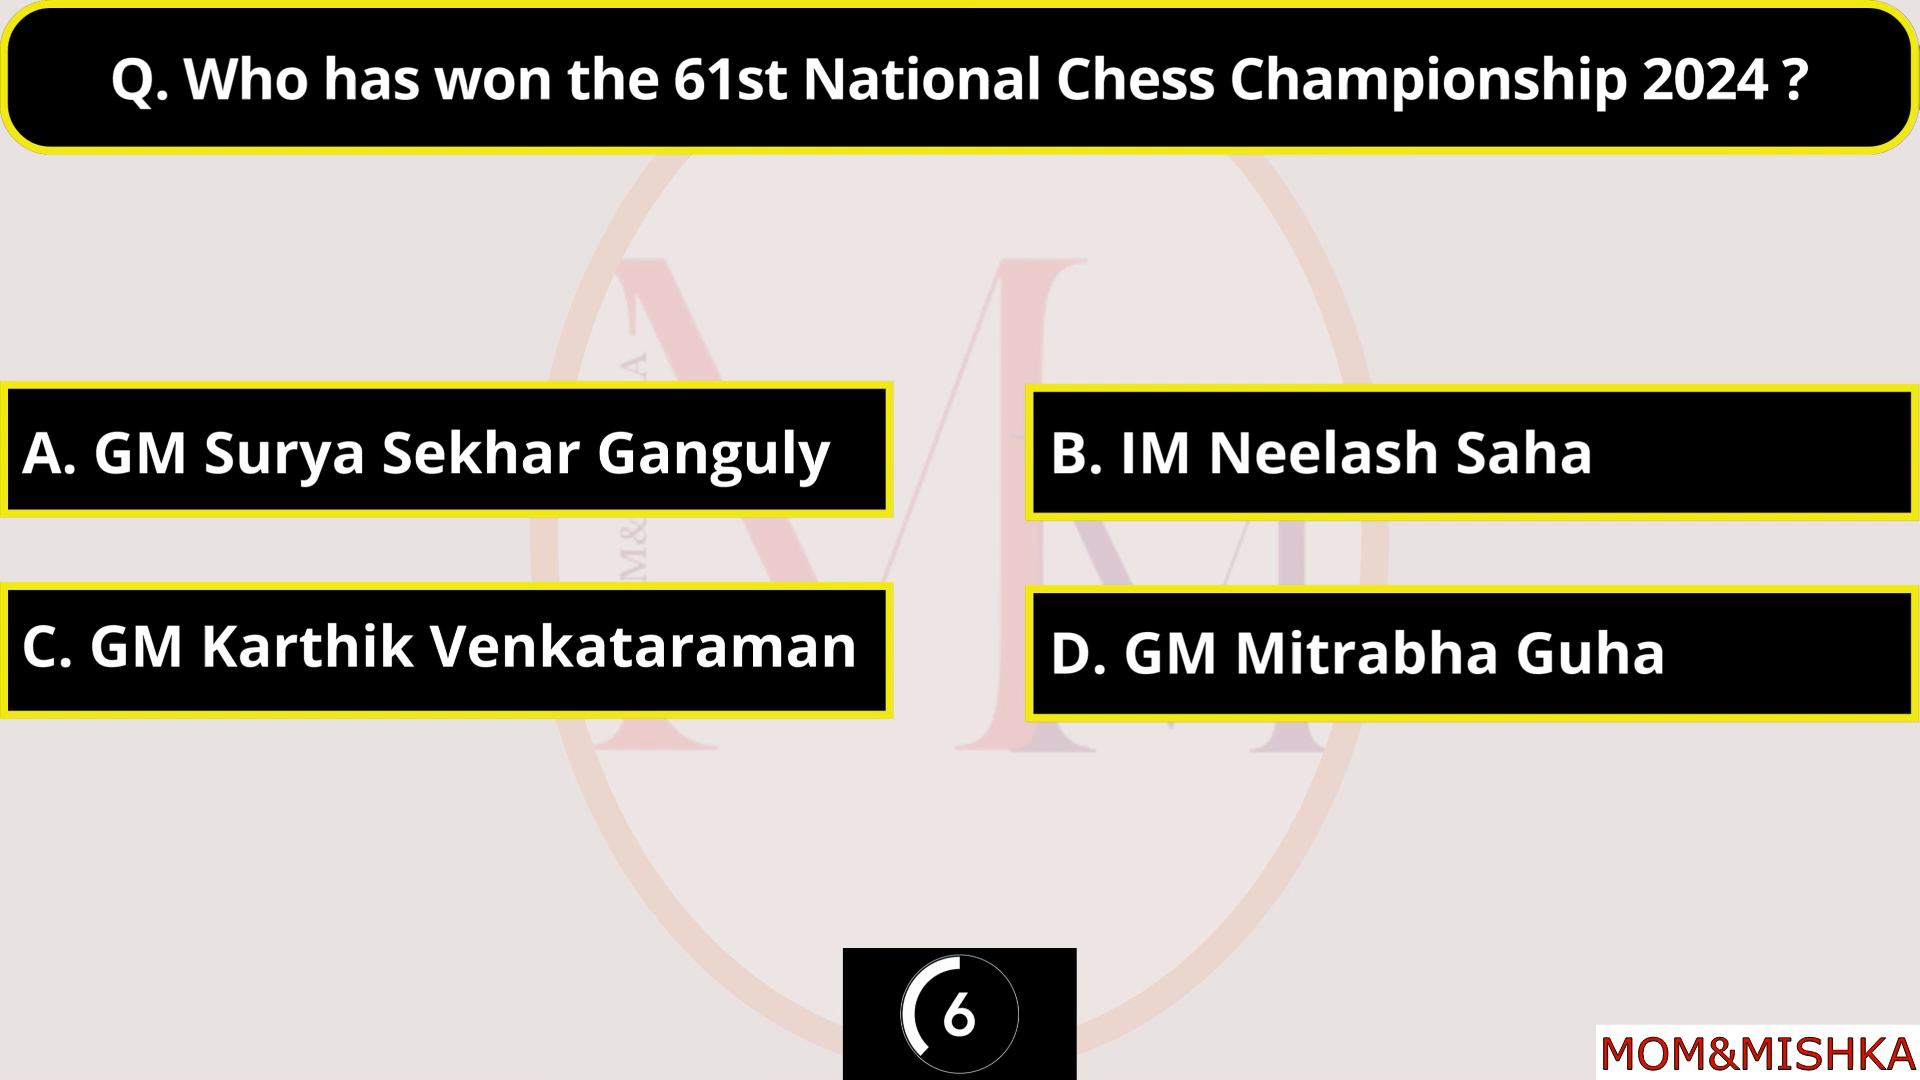 Q. Who has won the 61st National Chess Championship 2024 ?
A. GM Surya Sekhar Ganguly
B. IM Neelash Saha
C. GM Karthik Venkataraman
D. GM Mitrabha Guha
6
MOM&MISHKA